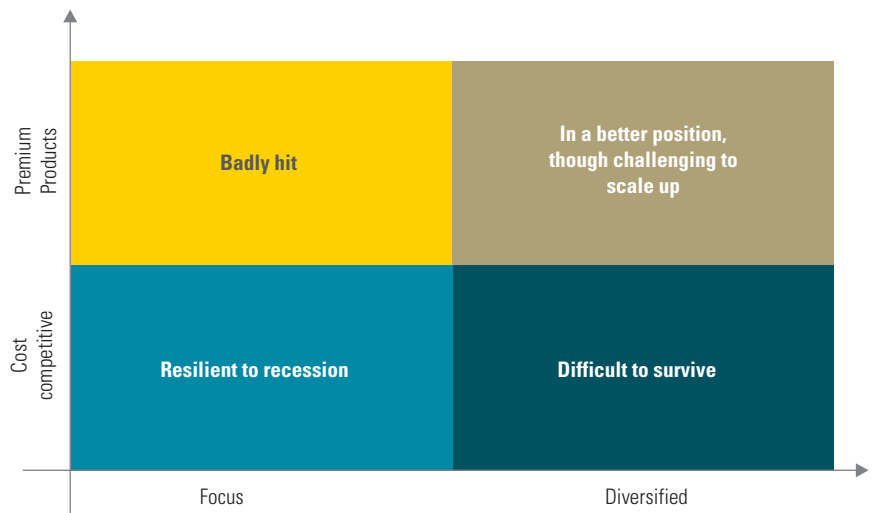 Premium
Products
Badly hit
In a better position,
though challenging to
scale up
Cost
competitive
Resilient to recession
Difficult to survive
Focus
Diversified